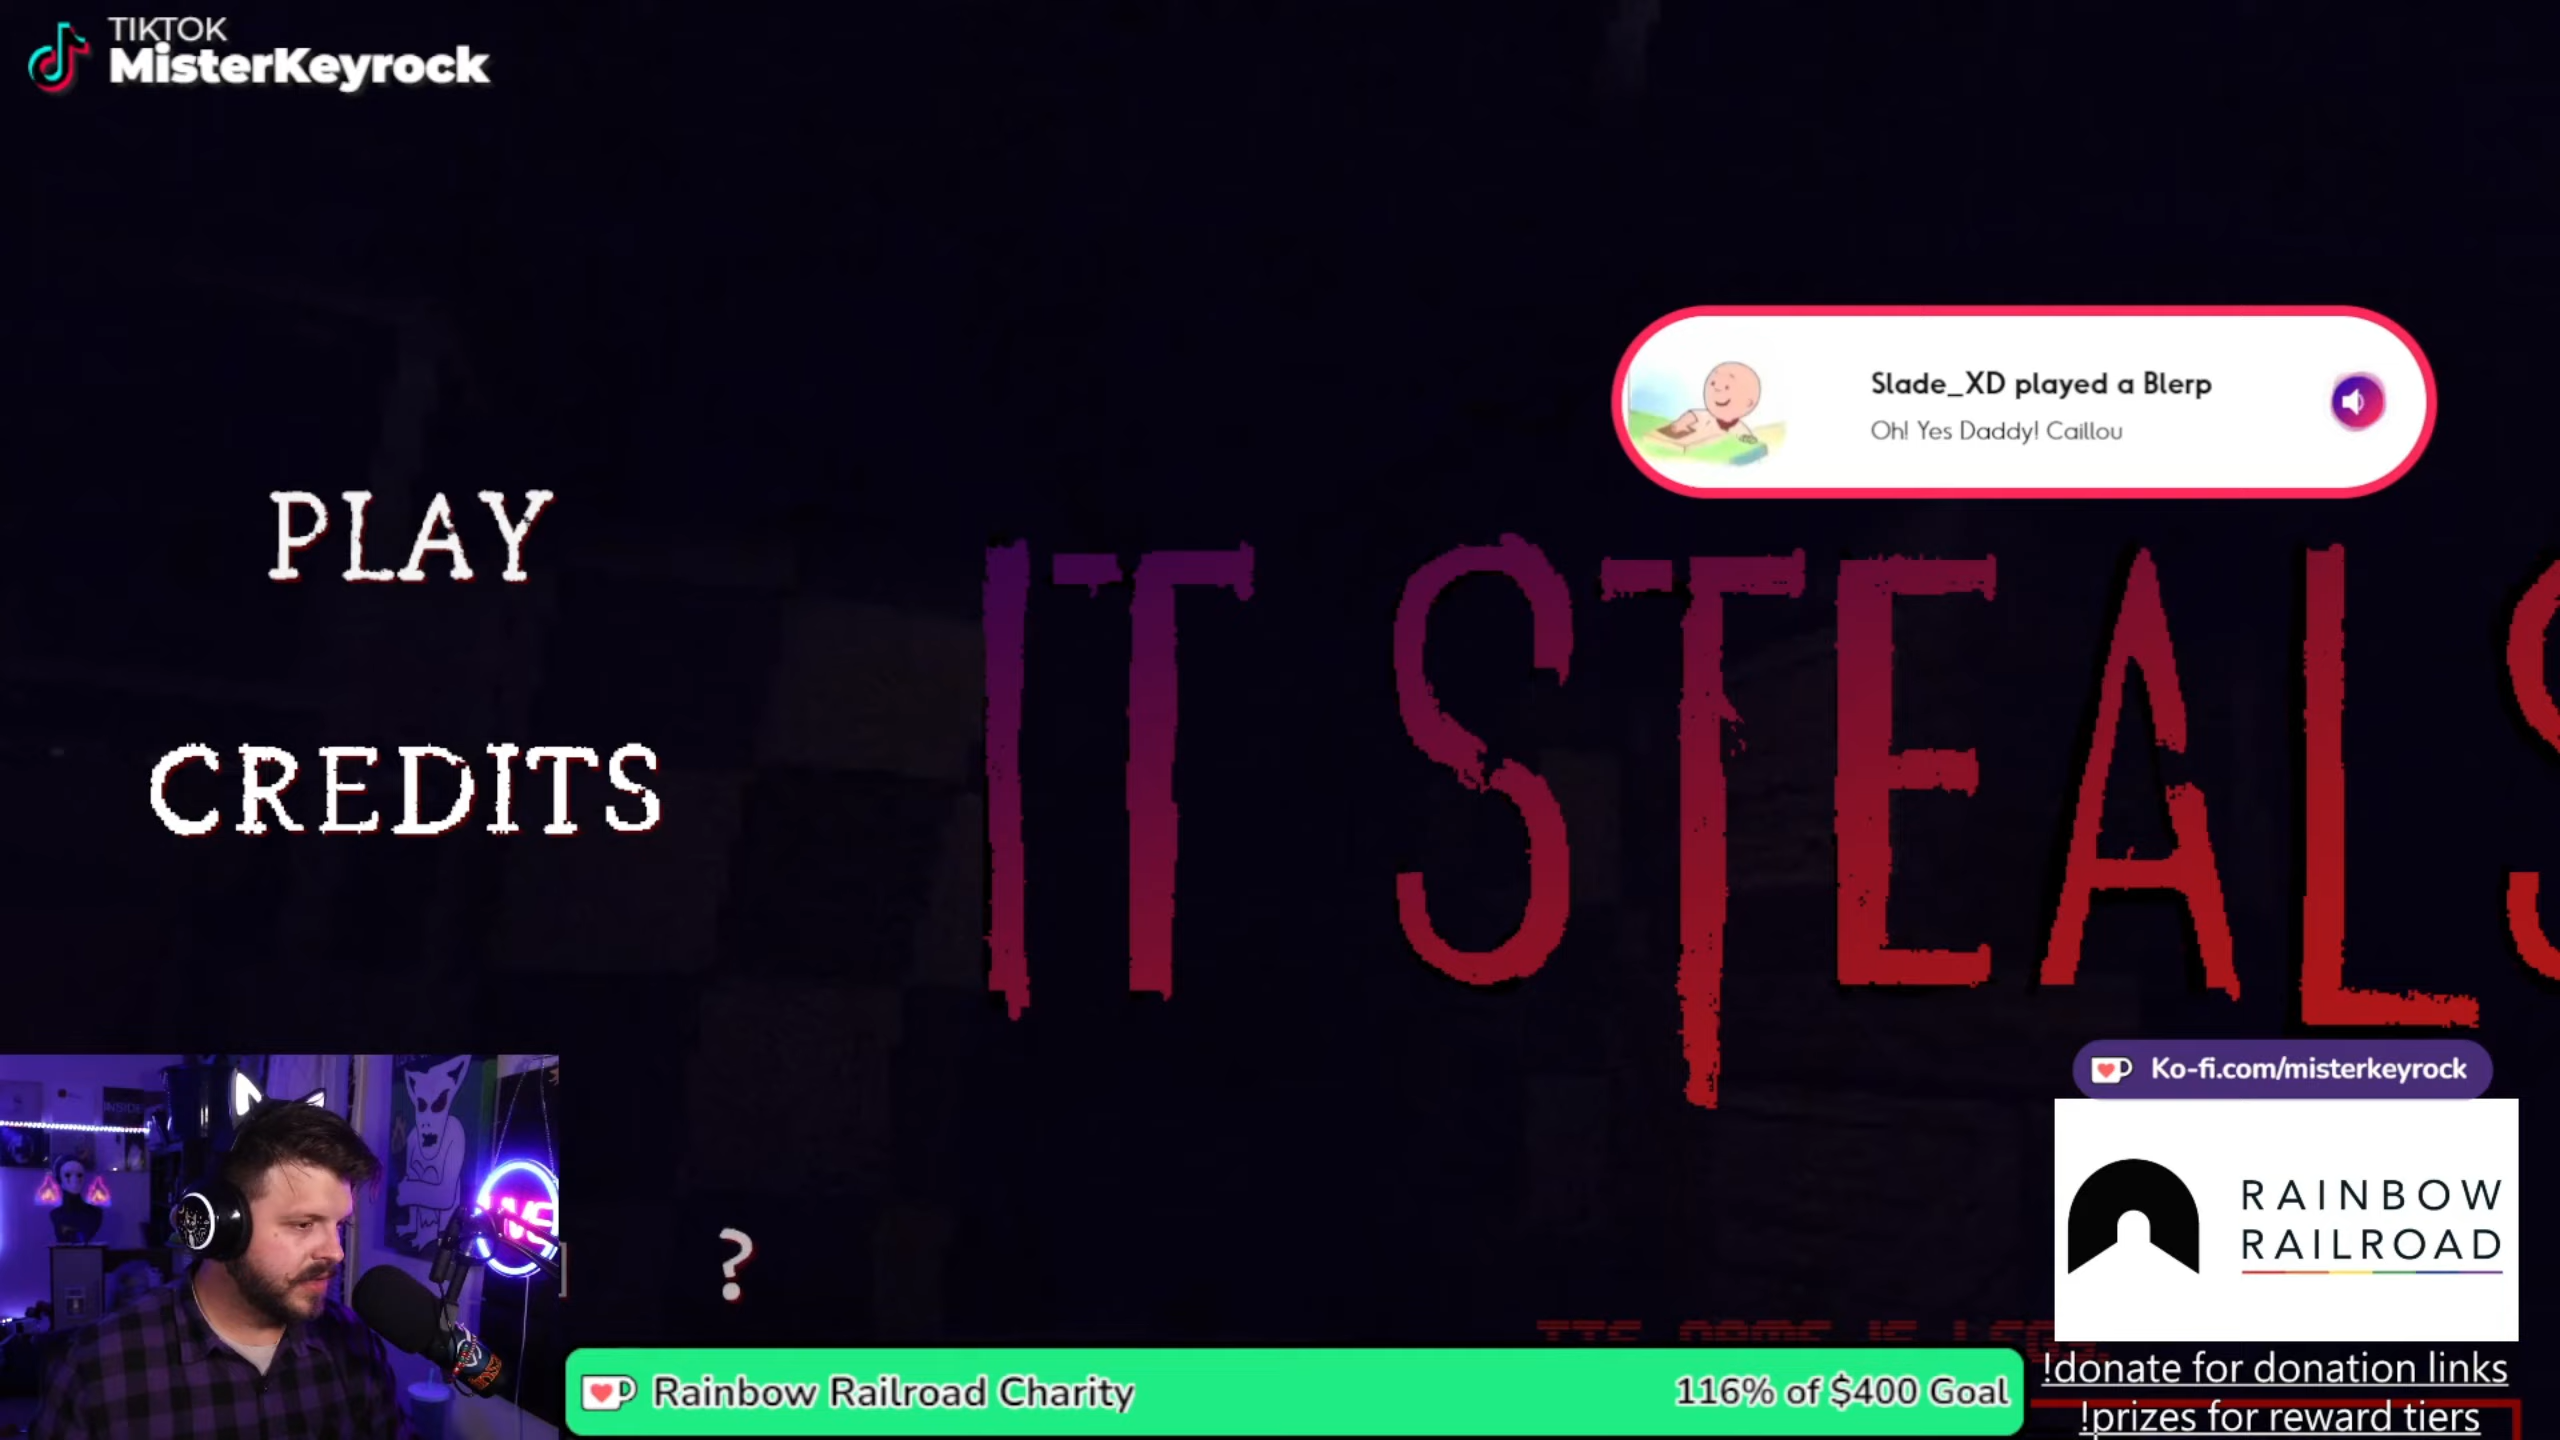 TIKTOK
MisterKeyrock
Slade_XD played a Blerp
Oh! Yes Daddy! Caillou
PLAY
CREDITS
IT STEALS
Ko-fi.com/misterkeyrock
RAINBOW
RAILROAD
?
Rainbow Railroad Charity
116% of $400 Goal
!donate for donation links
!prizes for reward tiers